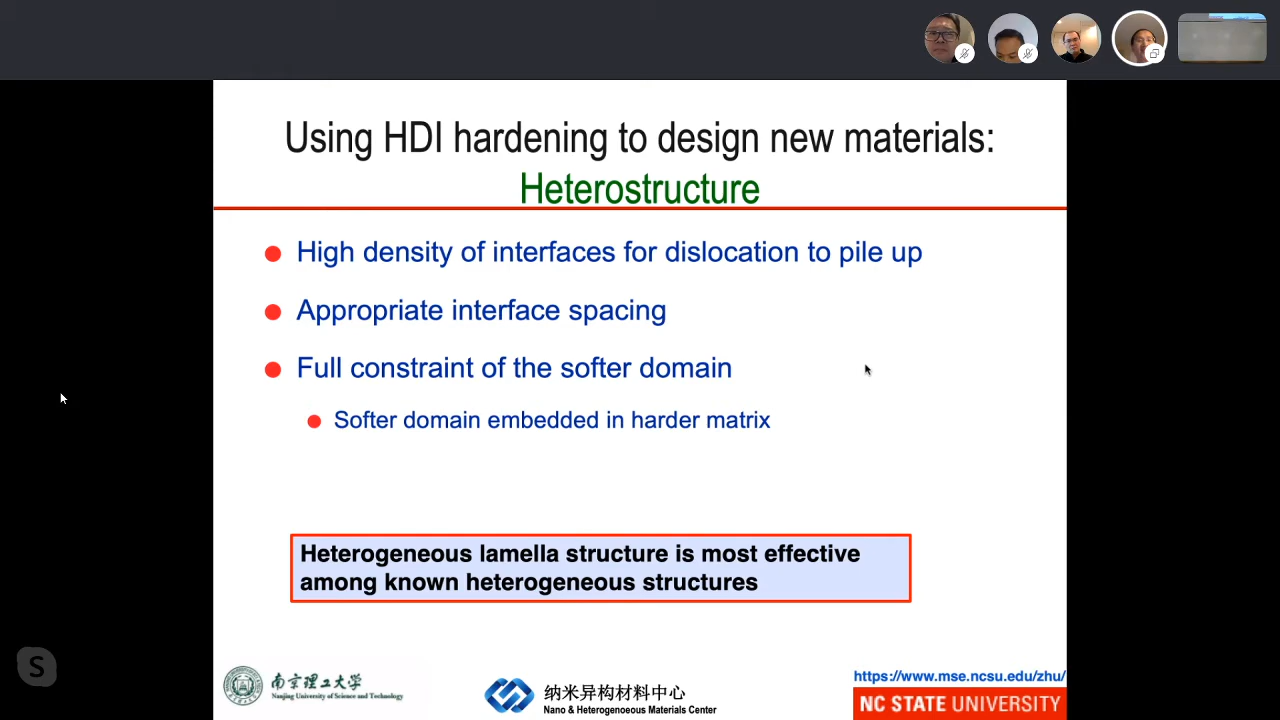 Using HDI hardening to design new materials:
Heterostructure
High density of interfaces for dislocation to pile up
Appropriate interface spacing
Full constraint of the softer domain
Softer domain embedded in harder matrix
Heterogeneous lamella structure is most effective
among known heterogeneous structures
S
南京理工大学
Nanjing University of Science and Technology
纳米异构材料中心
Nano & Heterogenoeous Materials Center
https://www.mse.ncsu.edu/zhu/
NC STATE UNIVERSITY